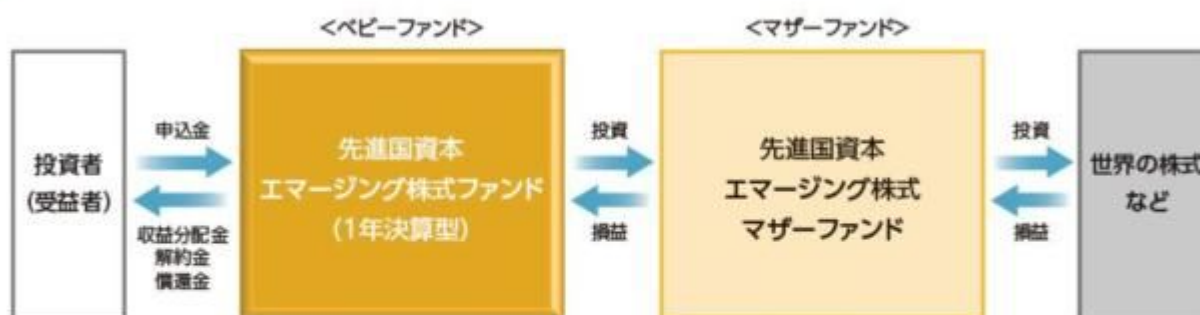 <ベビーファンド>
<マザーファンド>
投資者
(受益者)
申込金
収益分配金
解約金
償還金
先進国資本
エマージング株式ファンド
(1年決算型)
投資
損益
先進国資本
エマージング株式
マザーファンド
投資
損益
世界の株式
など